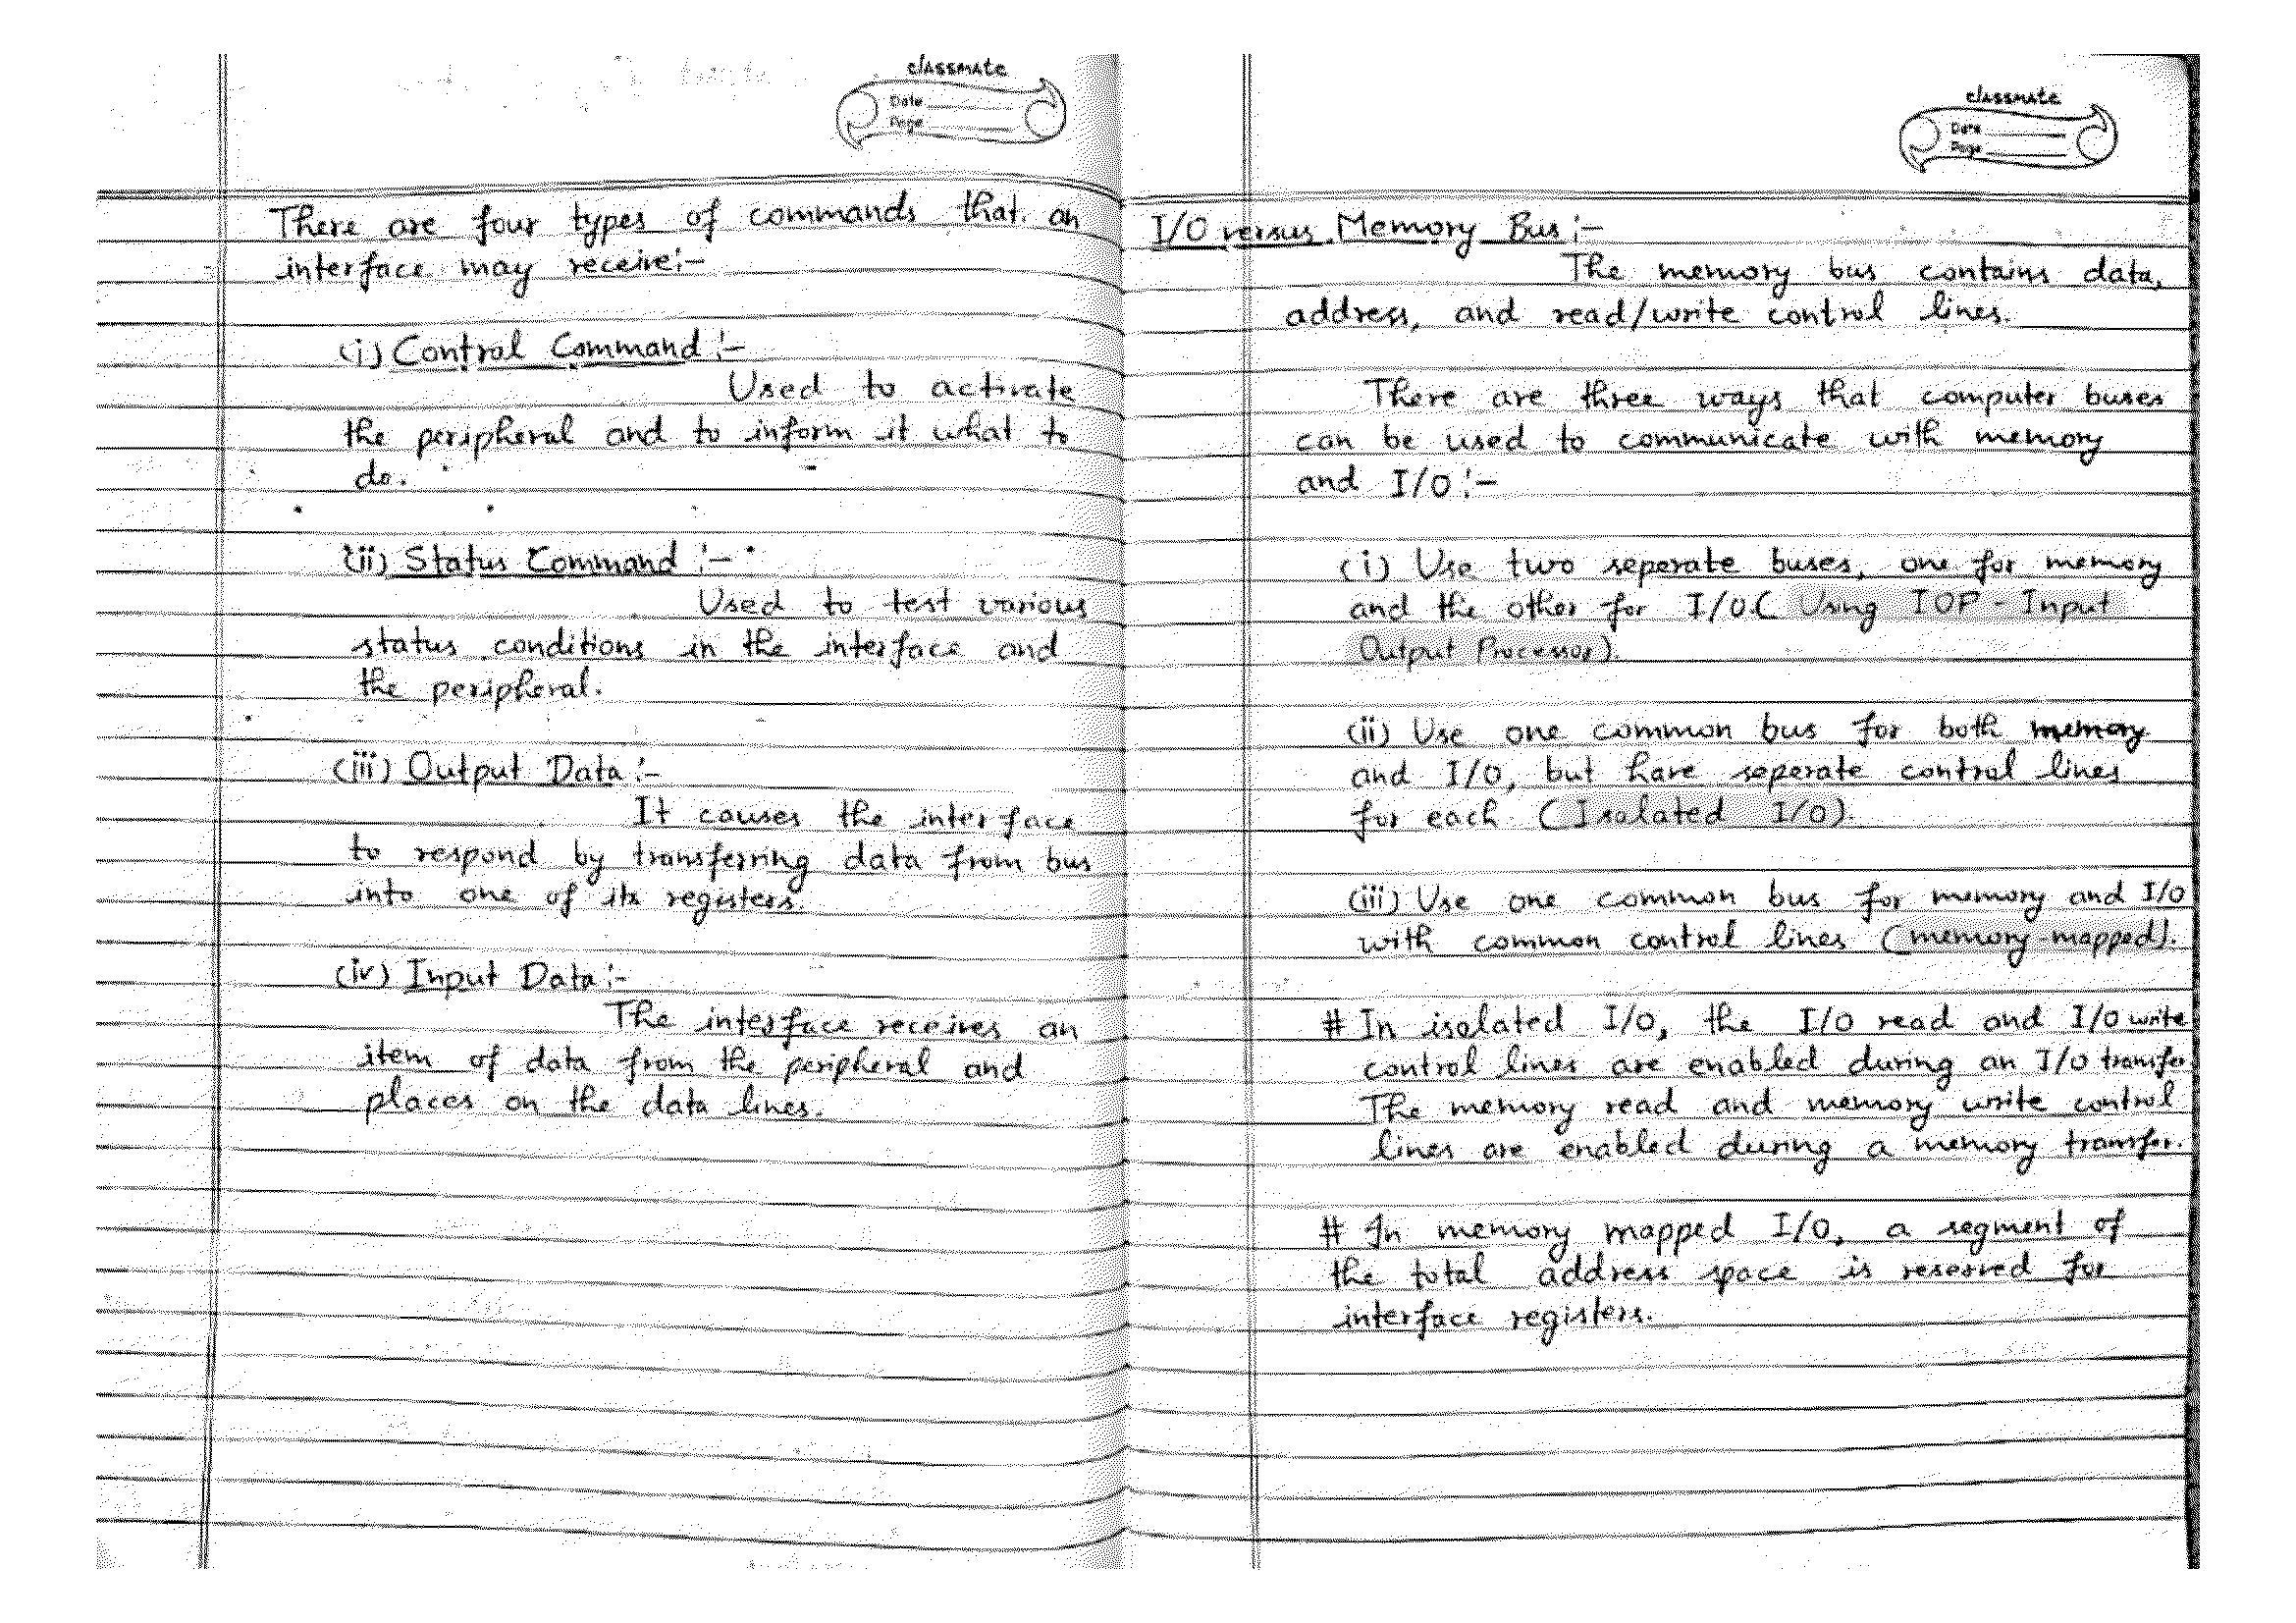 classmate
Date
Page
There are four types of commands that an
interface may receive:-
(i) Control Command :-
Used to activate
the peripheral and to inform it what to
do.
(ii) Status Command :-
Used to test various
status conditions in the interface and
the peripheral.
(iii) Output Data :-
It causes the interface
to respond by transferring data from bus
into one of its registers.
(iv) Input Data :-
The interface receives an
item of data from the peripheral and
places on the data lines.
classmate
Date
Page
I/O versus Memory Bus :-
The memory bus contains data,
address, and read/write control lines.
There are three ways that computer buses
can be used to communicate with memory
and I/O :-
(i) Use two seperate buses, one for memory
and the other for I/O.( Using IOP - Input
Output Processor).
(ii) Use one common bus for both memory
and I/O, but have seperate control lines
for each (Isolated I/O).
(iii) Use one common bus for memory and I/O
with common control lines (memory-mapped).
# In isolated I/O, the I/O read and I/O write
control lines are enabled during an I/O transfe
The memory read and memory write control
lines are enabled during a memory transfer.
# In memory mapped I/O, a segment of
the total address space is reserved for
interface registers.